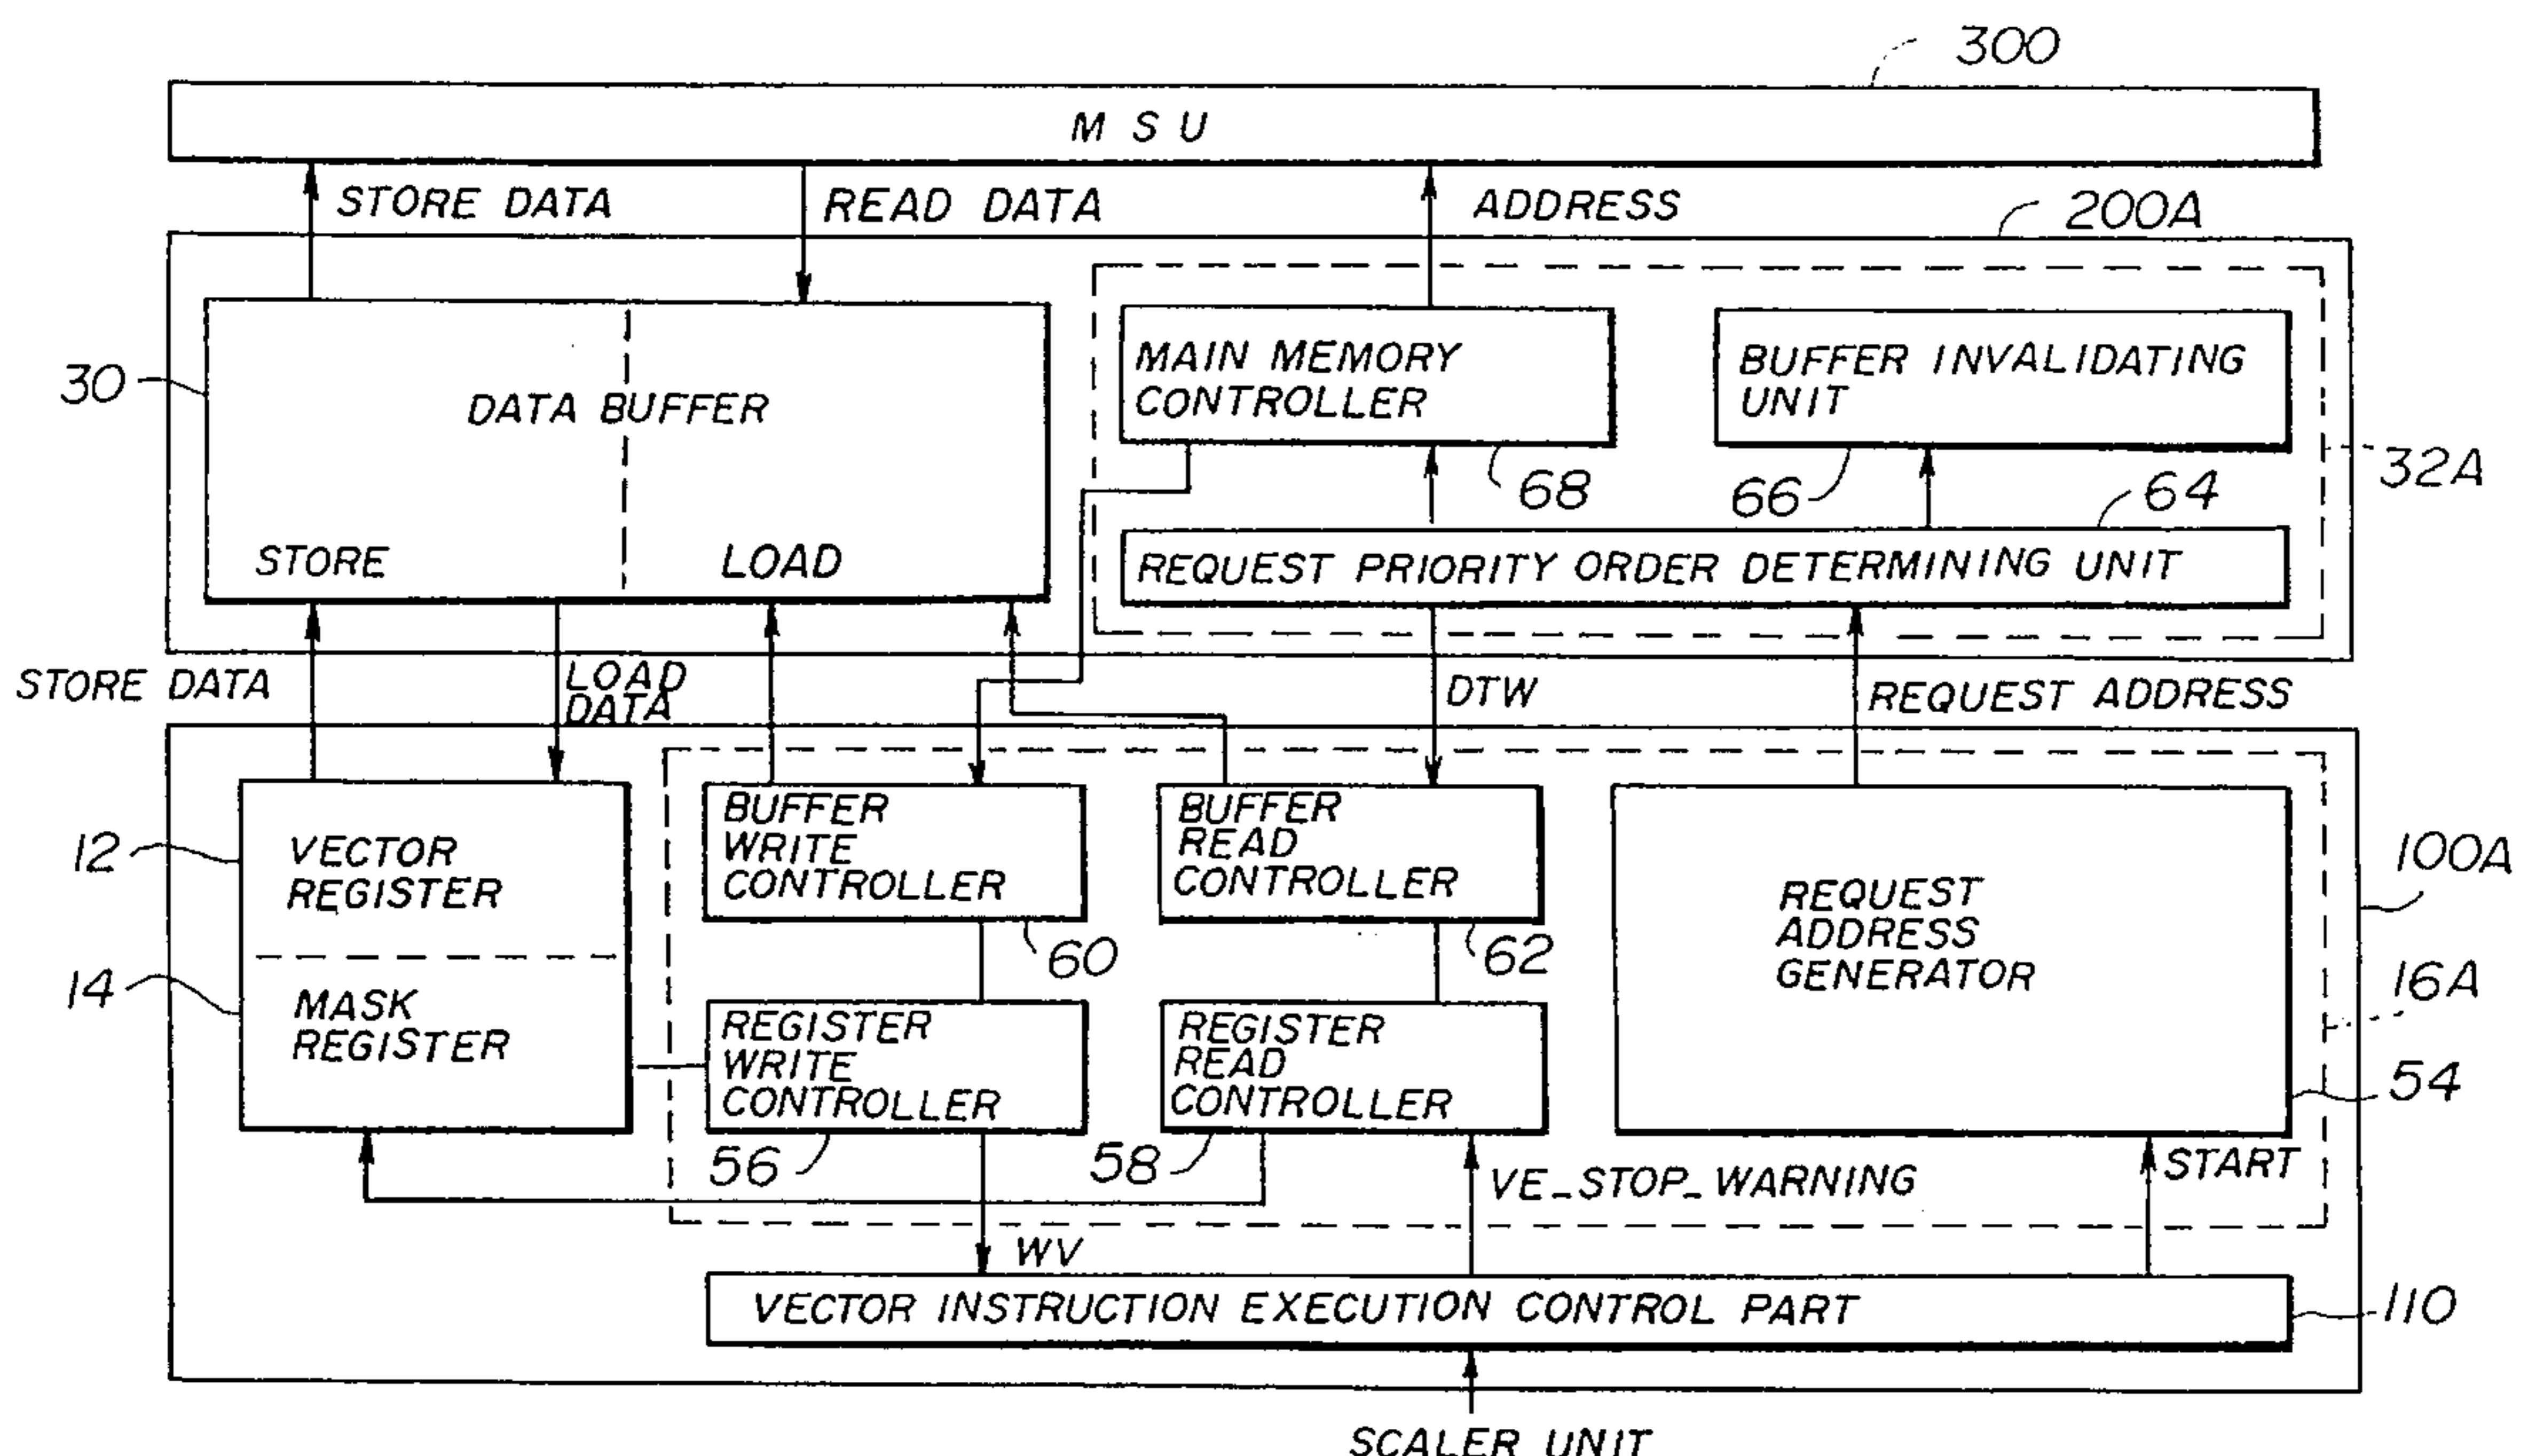 300
M S U
STORE DATA
READ DATA
ADDRESS
200A
30
DATA BUFFER
STORE
LOAD
MAIN MEMORY
CONTROLLER
BUFFER INVALIDATING
UNIT
68
66
64
32A
REQUEST PRIORITY ORDER DETERMINING UNIT
STORE DATA
LOAD
DATA
DTW
REQUEST ADDRESS
12
VECTOR
REGISTER
14
MASK
REGISTER
BUFFER
WRITE
CONTROLLER
60
BUFFER
READ
CONTROLLER
62
REQUEST
ADDRESS
GENERATOR
100A
16A
54
REGISTER
WRITE
CONTROLLER
56
REGISTER
READ
CONTROLLER
58
VE_STOP_WARNING
START
WV
VECTOR INSTRUCTION EXECUTION CONTROL PART
110
SCALER UNIT